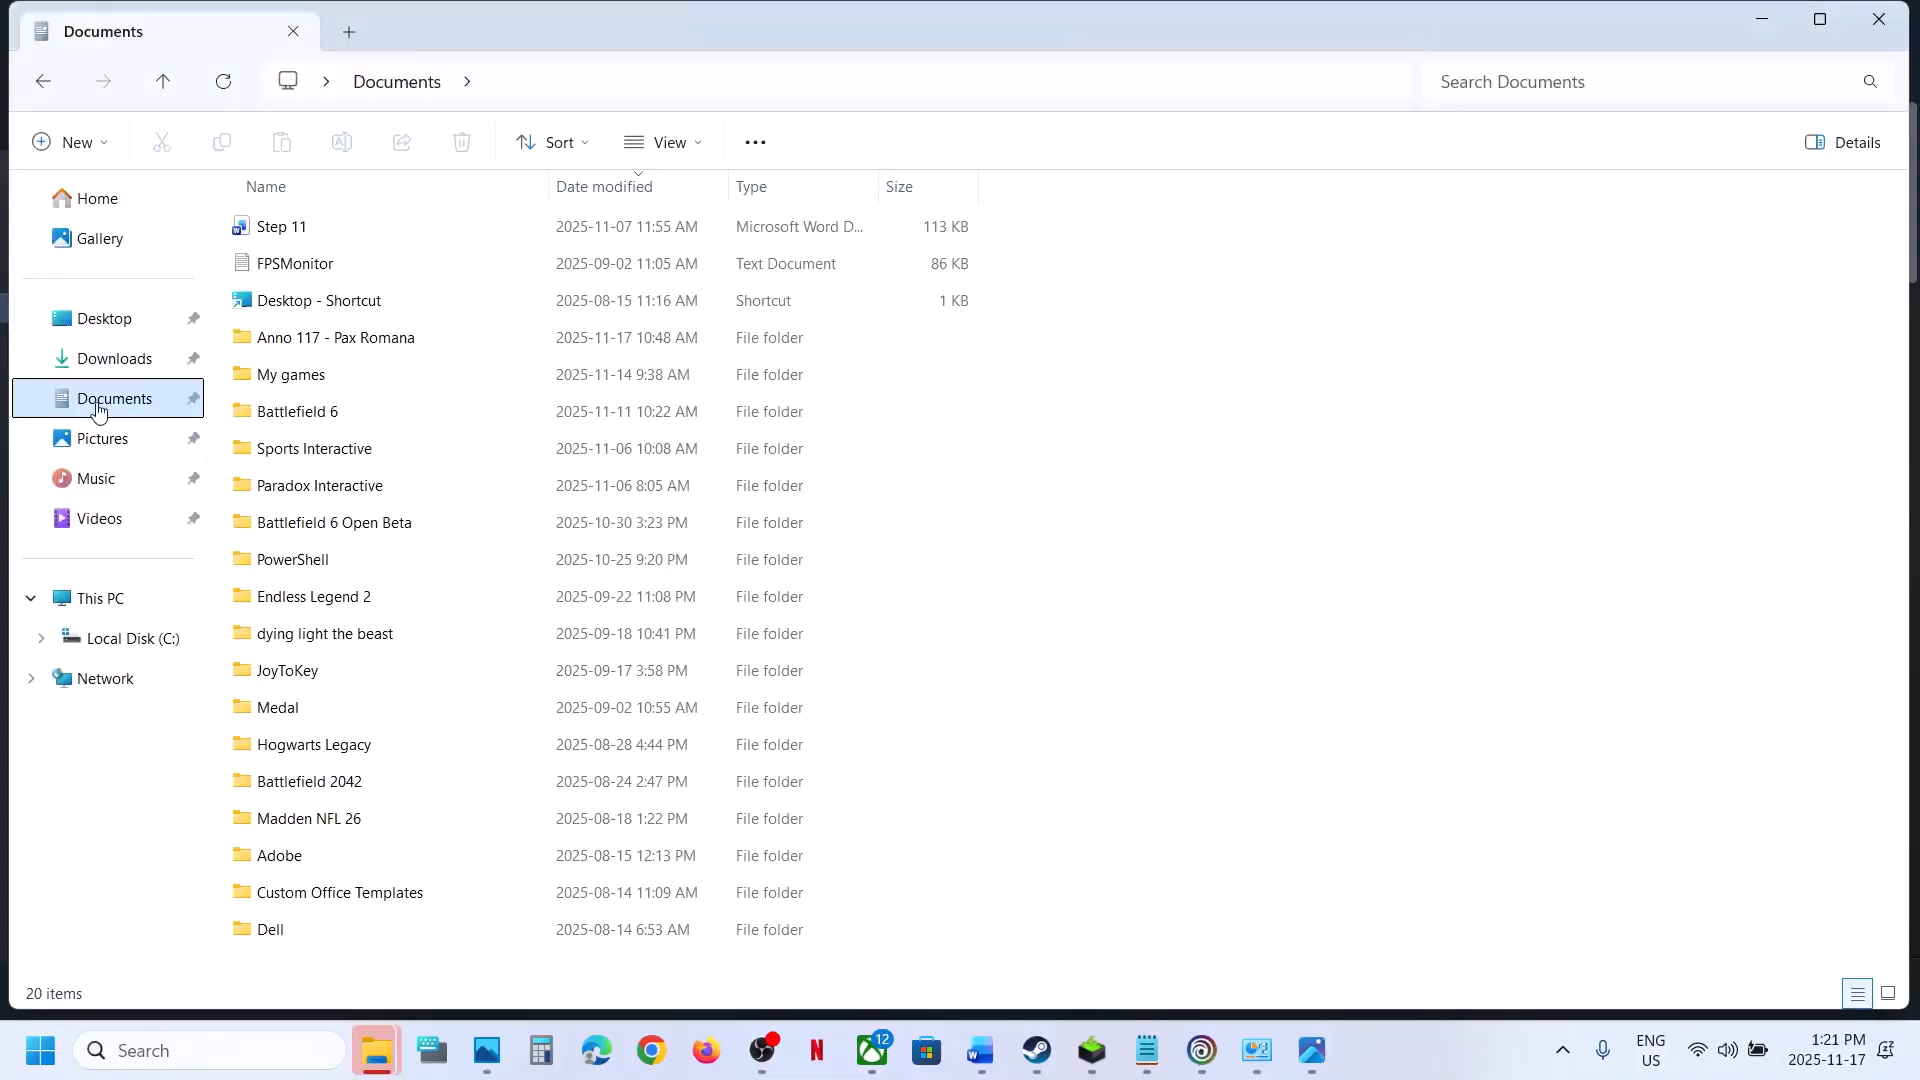 Documents
Documents
Search Documents
New
Sort
View
Details
Home
Gallery
Desktop
Downloads
Documents
Pictures
Music
Videos
This PC
Local Disk (C:)
Network
Name Date modified Type Size
Step 11 2025-11-07 11:55 AM Microsoft Word D... 113 KB
FPSMonitor 2025-09-02 11:05 AM Text Document 86 KB
Desktop - Shortcut 2025-08-15 11:16 AM Shortcut 1 KB
Anno 117 - Pax Romana 2025-11-17 10:48 AM File folder
My games 2025-11-14 9:38 AM File folder
Battlefield 6 2025-11-11 10:22 AM File folder
Sports Interactive 2025-11-06 10:08 AM File folder
Paradox Interactive 2025-11-06 8:05 AM File folder
Battlefield 6 Open Beta 2025-10-30 3:23 PM File folder
PowerShell 2025-10-25 9:20 PM File folder
Endless Legend 2 2025-09-22 11:08 PM File folder
dying light the beast 2025-09-18 10:41 PM File folder
JoyToKey 2025-09-17 3:58 PM File folder
Medal 2025-09-02 10:55 AM File folder
Hogwarts Legacy 2025-08-28 4:44 PM File folder
Battlefield 2042 2025-08-24 2:47 PM File folder
Madden NFL 26 2025-08-18 1:22 PM File folder
Adobe 2025-08-15 12:13 PM File folder
Custom Office Templates 2025-08-14 11:09 AM File folder
Dell 2025-08-14 6:53 AM File folder
20 items
Search
12
ENG
US
1:21 PM
2025-11-17